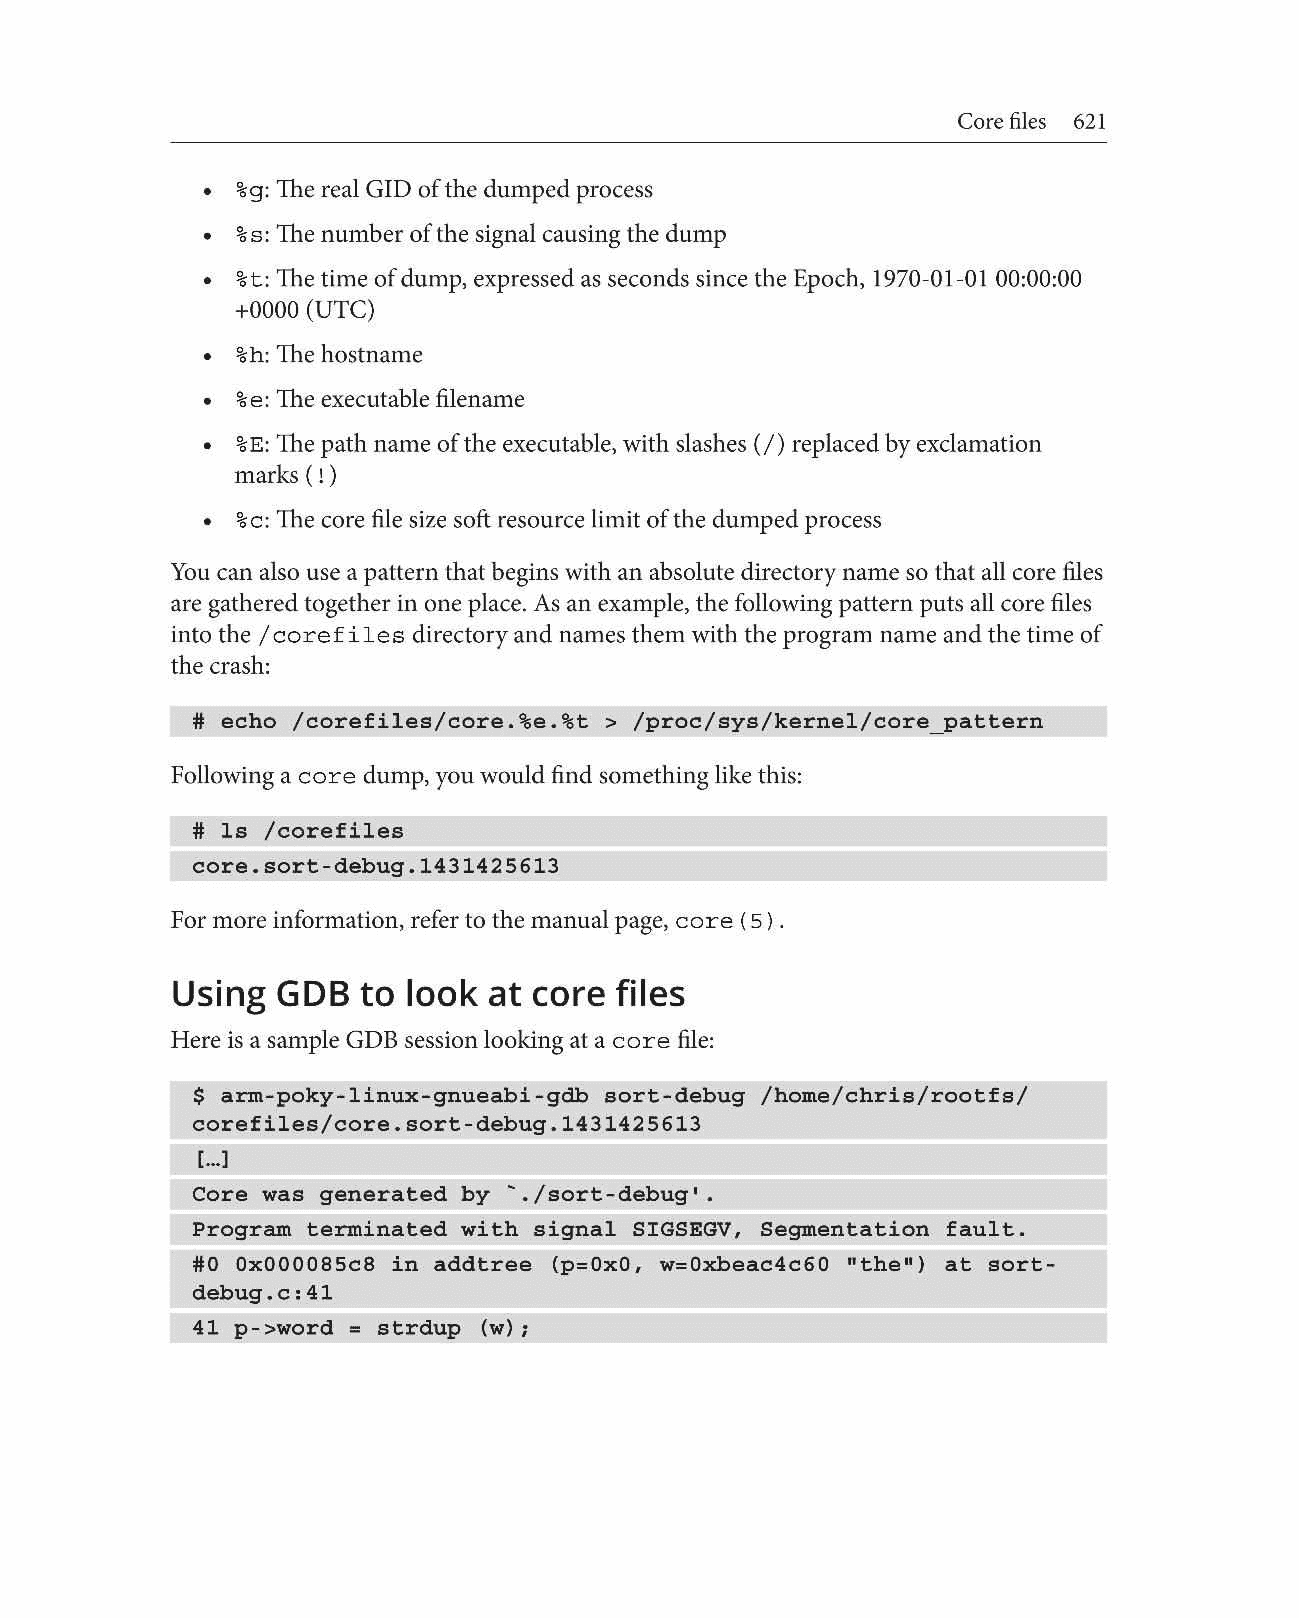 Core files 621
• %g: The real GID of the dumped process
• %s: The number of the signal causing the dump
• %t: The time of dump, expressed as seconds since the Epoch, 1970-01-01 00:00:00
+0000 (UTC)
• %h: The hostname
• %e: The executable filename
• %E: The path name of the executable, with slashes (/) replaced by exclamation
marks (!)
• %c: The core file size soft resource limit of the dumped process
You can also use a pattern that begins with an absolute directory name so that all core files
are gathered together in one place. As an example, the following pattern puts all core files
into the /corefiles directory and names them with the program name and the time of
the crash:
# echo /corefiles/core.%e.%t > /proc/sys/kernel/core_pattern
Following a core dump, you would find something like this:
# ls /corefiles
core.sort-debug.1431425613
For more information, refer to the manual page, core(5).
Using GDB to look at core files
Here is a sample GDB session looking at a core file:
$ arm-poky-linux-gnueabi-gdb sort-debug /home/chris/rootfs/
corefiles/core.sort-debug.1431425613
[…]
Core was generated by `./sort-debug'.
Program terminated with signal SIGSEGV, Segmentation fault.
#0 0x000085c8 in addtree (p=0x0, w=0xbeac4c60 "the") at sort-
debug.c:41
41 p->word = strdup (w);